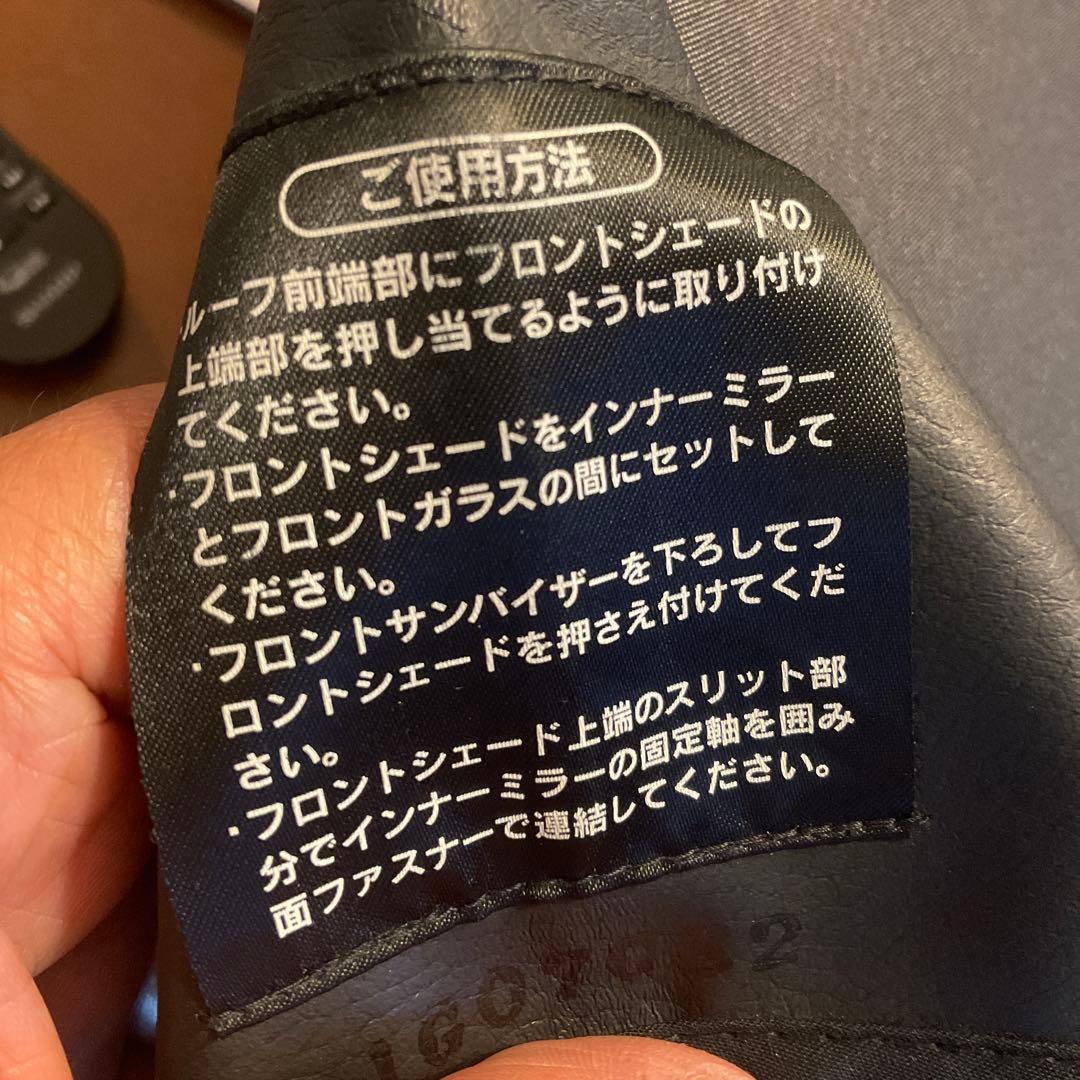 ご使用方法
・ルーフ前端部にフロントシェードの
上端部を押し当てるように取り付け
てください。
・フロントシェードをインナーミラー
とフロントガラスの間にセットして
ください。
・フロントサンバイザーを下ろしてフ
ロントシェードを押さえ付けてくだ
さい。
・フロントシェード上端のスリット部
分でインナーミラーの固定軸を囲み
面ファスナーで連結してください。